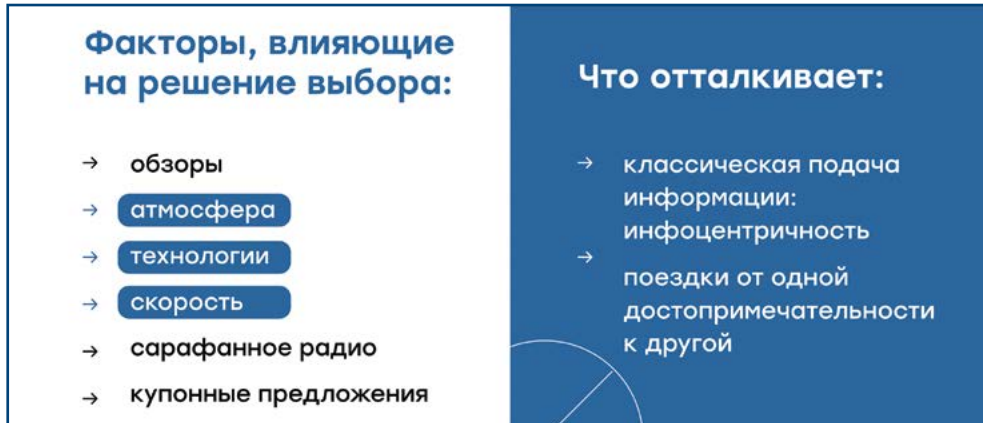 Факторы, влияющие
на решение выбора:
→ обзоры
→ атмосфера
→ технологии
→ скорость
→ сарафанное радио
→ купонные предложения
Что отталкивает:
→ классическая подача
информации:
инфоцентричность
→ поездки от одной
достопримечательности
к другой